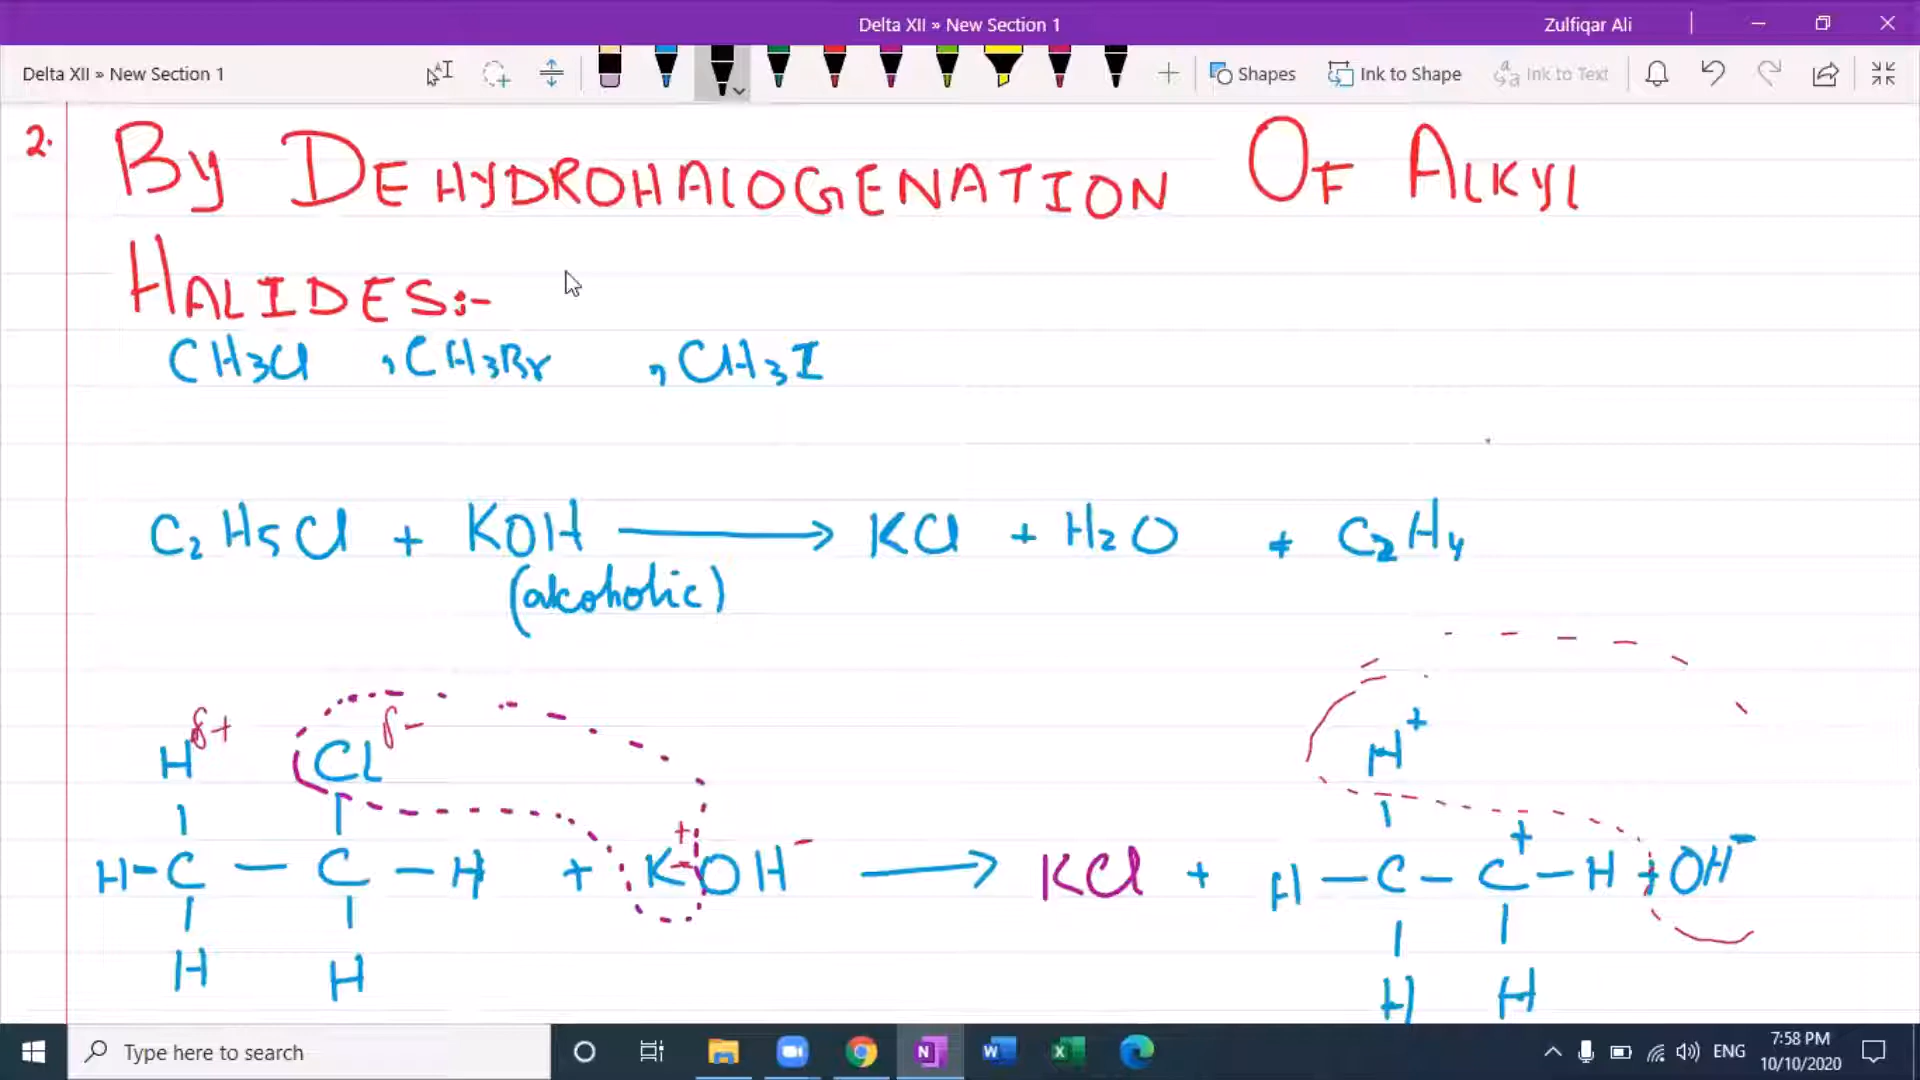 Delta XII » New Section 1
Zulfiqar Ali
Delta XII » New Section 1
Shapes
Ink to Shape
Ink to Text
2. By DEHYDROHALOGENATION OF ALKYL
HALIDES:-
CH3Cl , CH3Br , CH3I
C2H5Cl + KOH ⟶ KCl + H2O + C2H4
(alcoholic)
H δ+ CL δ− H +
H−C − C −H + K+ − OH− ⟶ KCl + H −C − C+ −H + OH−
H H H H
Type here to search
ENG
7:58 PM
10/10/2020